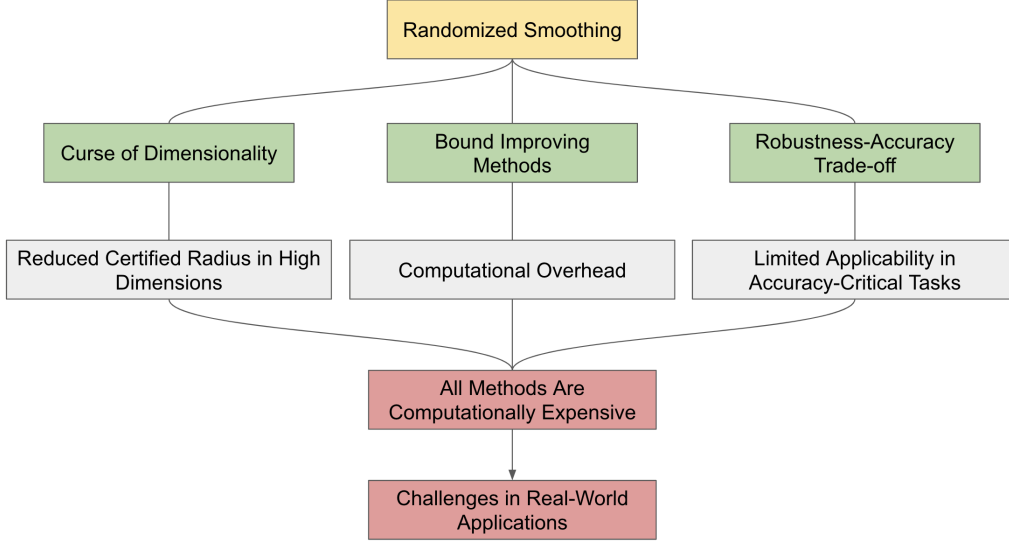 Randomized Smoothing
Curse of Dimensionality
Bound Improving
Methods
Robustness-Accuracy
Trade-off
Reduced Certified Radius in High
Dimensions
Computational Overhead
Limited Applicability in
Accuracy-Critical Tasks
All Methods Are
Computationally Expensive
Challenges in Real-World
Applications